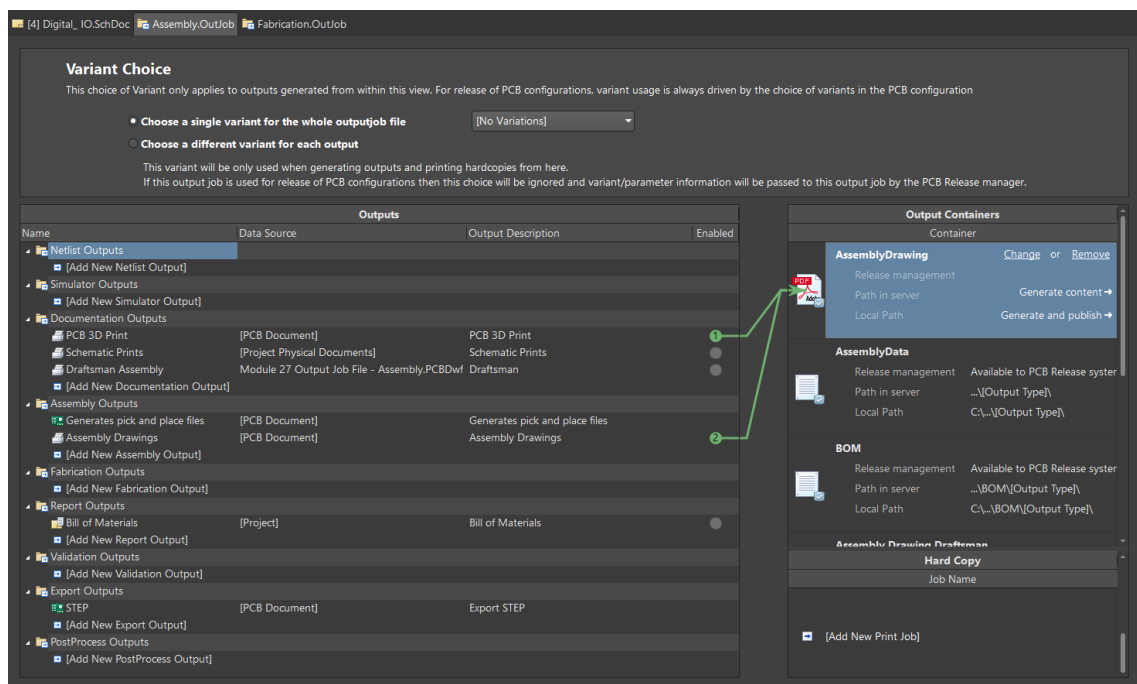 [4] Digital_ IO.SchDoc Assembly.OutJob Fabrication.OutJob
Variant Choice
This choice of Variant only applies to outputs generated from within this view. For release of PCB configurations, variant usage is always driven by the choice of variants in the PCB configuration
Choose a single variant for the whole outputjob file [No Variations]
Choose a different variant for each output
This variant will be only used when generating outputs and printing hardcopies from here.
If this output job is used for release of PCB configurations then this choice will be ignored and variant/parameter information will be passed to this output job by the PCB Release manager.
Outputs
Name Data Source Output Description Enabled
Netlist Outputs
[Add New Netlist Output]
Simulator Outputs
[Add New Simulator Output]
Documentation Outputs
PCB 3D Print [PCB Document] PCB 3D Print 1
Schematic Prints [Project Physical Documents] Schematic Prints
Draftsman Assembly Module 27 Output Job File - Assembly.PCBDwf Draftsman
[Add New Documentation Output]
Assembly Outputs
Generates pick and place files [PCB Document] Generates pick and place files
Assembly Drawings [PCB Document] Assembly Drawings 2
[Add New Assembly Output]
Fabrication Outputs
[Add New Fabrication Output]
Report Outputs
Bill of Materials [Project] Bill of Materials
[Add New Report Output]
Validation Outputs
[Add New Validation Output]
Export Outputs
STEP [PCB Document] Export STEP
[Add New Export Output]
PostProcess Outputs
[Add New PostProcess Output]
Output Containers
Container
AssemblyDrawing Change or Remove
PDF
Adobe
Release management
Path in server Generate content
Local Path Generate and publish
AssemblyData
Release management Available to PCB Release syster
Path in server ...\[Output Type]\
Local Path C:\...\[Output Type]\
BOM
Release management Available to PCB Release syster
Path in server ...\BOM\[Output Type]\
Local Path C:\...\BOM\[Output Type]\
Assembly Drawing Draftsman
Hard Copy
Job Name
[Add New Print Job]